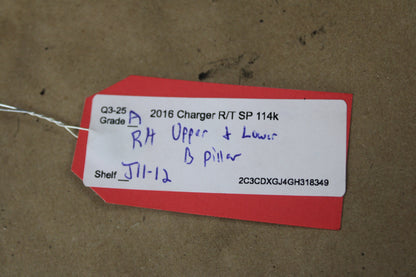 Q3-25
Grade A 2016 Charger R/T SP 114k
RH Upper & Lower
B pillar
Shelf J11-12
2C3CDXGJ4GH318349